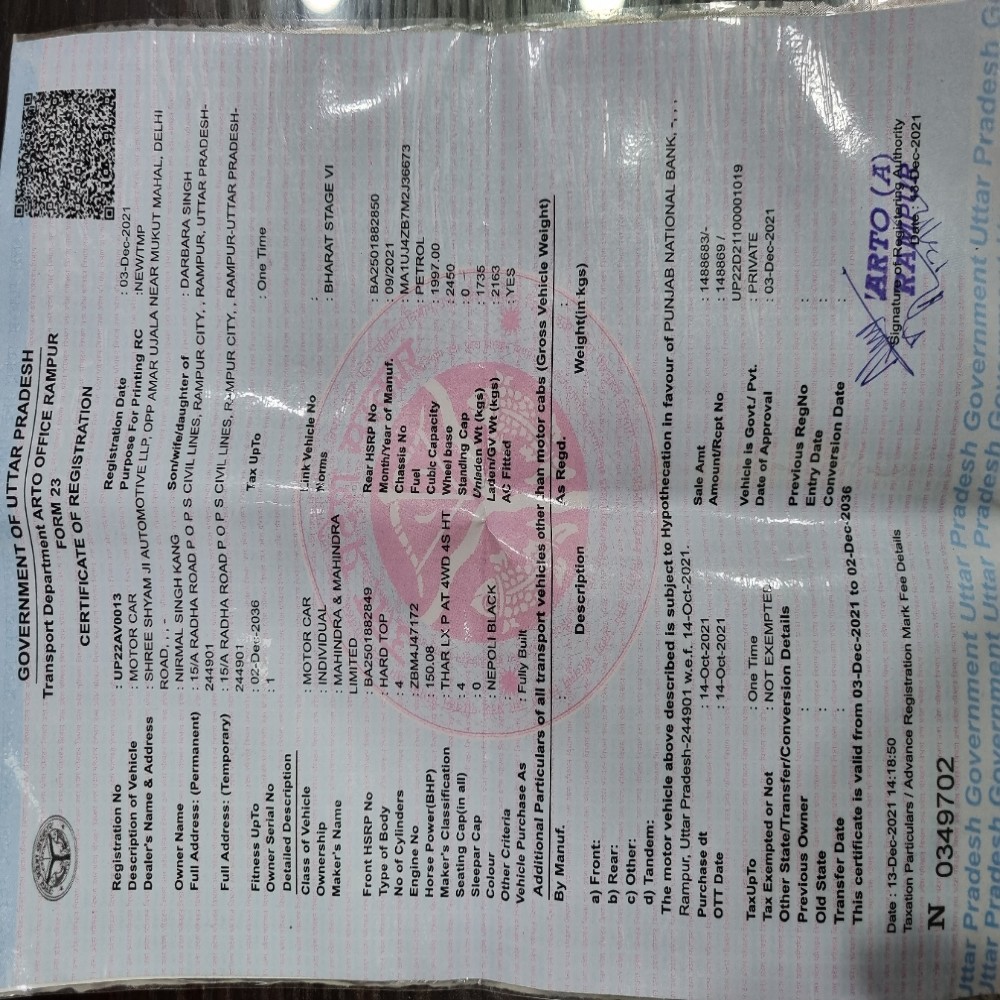 GOVERNMENT OF UTTAR PRADESH
Transport Department ARTO OFFICE RAMPUR
FORM 23
CERTIFICATE OF REGISTRATION
Registration No : UP22AV0013 Registration Date : 03-Dec-2021
Description of Vehicle : MOTOR CAR Purpose For Printing RC :NEW/TMP
Dealer's Name & Address : SHREE SHYAM JI AUTOMOTIVE LLP, OPP AMAR UJALA NEAR MUKUT MAHAL, DELHI
ROAD, , , -
Owner Name : NIRMAL SINGH KANG Son/wife/daughter of : DARBARA SINGH
Full Address: (Permanent) : 15/A RADHA ROAD P O P S CIVIL LINES, RAMPUR CITY, , RAMPUR, UTTAR PRADESH-
244901
Full Address: (Temporary) : 15/A RADHA ROAD P O P S CIVIL LINES, RAMPUR CITY, , RAMPUR-UTTAR PRADESH-
244901
Fitness UpTo : 02-Dec-2036 Tax UpTo : One Time
Owner Serial No : 1
Detailed Description
Class of Vehicle : MOTOR CAR Link Vehicle No :
Ownership : INDIVIDUAL Norms : BHARAT STAGE VI
Maker's Name : MAHINDRA & MAHINDRA
LIMITED
Front HSRP No : BA2501882849 Rear HSRP No : BA2501882850
Type of Body : HARD TOP Month/Year of Manuf. : 09/2021
No of Cylinders : 4 Chassis No : MA1UJ4ZB7M2J36673
Engine No : ZBM4J47172 Fuel : PETROL
Horse Power(BHP) : 150.08 Cubic Capacity : 1997.00
Maker's Classification : THAR LX P AT 4WD 4S HT Wheel base : 2450
Seating Cap(in all) : 4 Standing Cap : 0
Sleepar Cap : 0 Unladen Wt (kgs) : 1735
Colour : NEPOLI BLACK Laden/GV Wt (kgs) : 2163
Other Criteria : AC Fitted : YES
Vehicle Purchase As : Fully Built
Additional Particulars of all transport vehicles other than motor cabs (Gross Vehicle Weight)
By Manuf. : As Regd. :
Description Weight(in kgs)
a) Front:
b) Rear:
c) Other:
d) Tandem:
The motor vehicle above described is subject to Hypothecation in favour of PUNJAB NATIONAL BANK, -, , ,
Rampur, Uttar Pradesh-244901 w.e.f. 14-Oct-2021.
Purchase dt : 14-Oct-2021 Sale Amt : 1488683/-
OTT Date : 14-Oct-2021 Amount/Rcpt No : 148869 /
UP22D21100001019
TaxUpTo : One Time Vehicle is Govt./ Pvt. : PRIVATE
Tax Exempted or Not : NOT EXEMPTED Date of Approval : 03-Dec-2021
Other State/Transfer/Conversion Details
Previous Owner : Previous RegNo :
Old State : Entry Date :
Transfer Date : Conversion Date :
This certificate is valid from 03-Dec-2021 to 02-Dec-2036
ARTO (A)
RAMPUR
Date : 13-Dec-2021 14:18:50 Signature of Registering Authority
Taxation Particulars / Advance Registration Mark Fee Details Date : -Dec-2021
N 0349702
Uttar Pradesh Government Uttar Pradesh Government Uttar Pradesh
Uttar Pradesh Government Uttar Pradesh